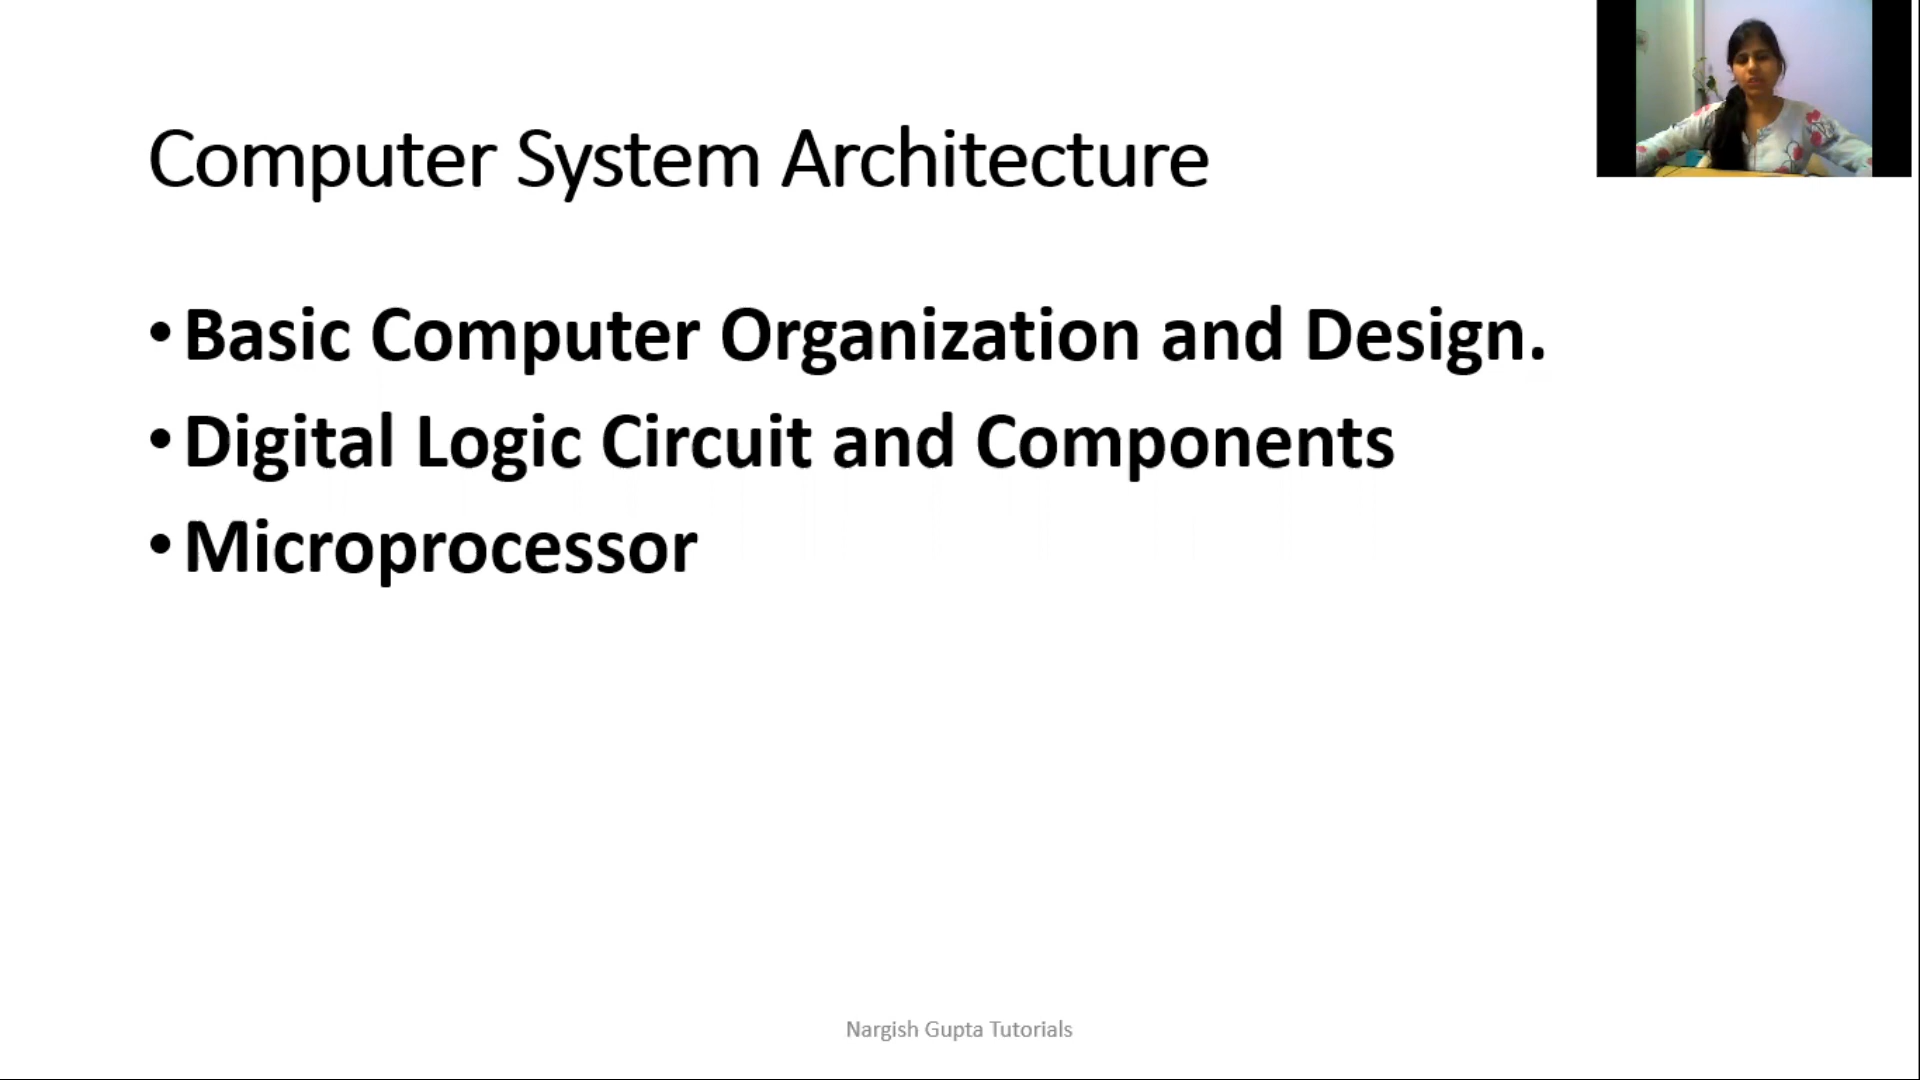 Computer System Architecture
• Basic Computer Organization and Design.
• Digital Logic Circuit and Components
• Microprocessor
Nargish Gupta Tutorials